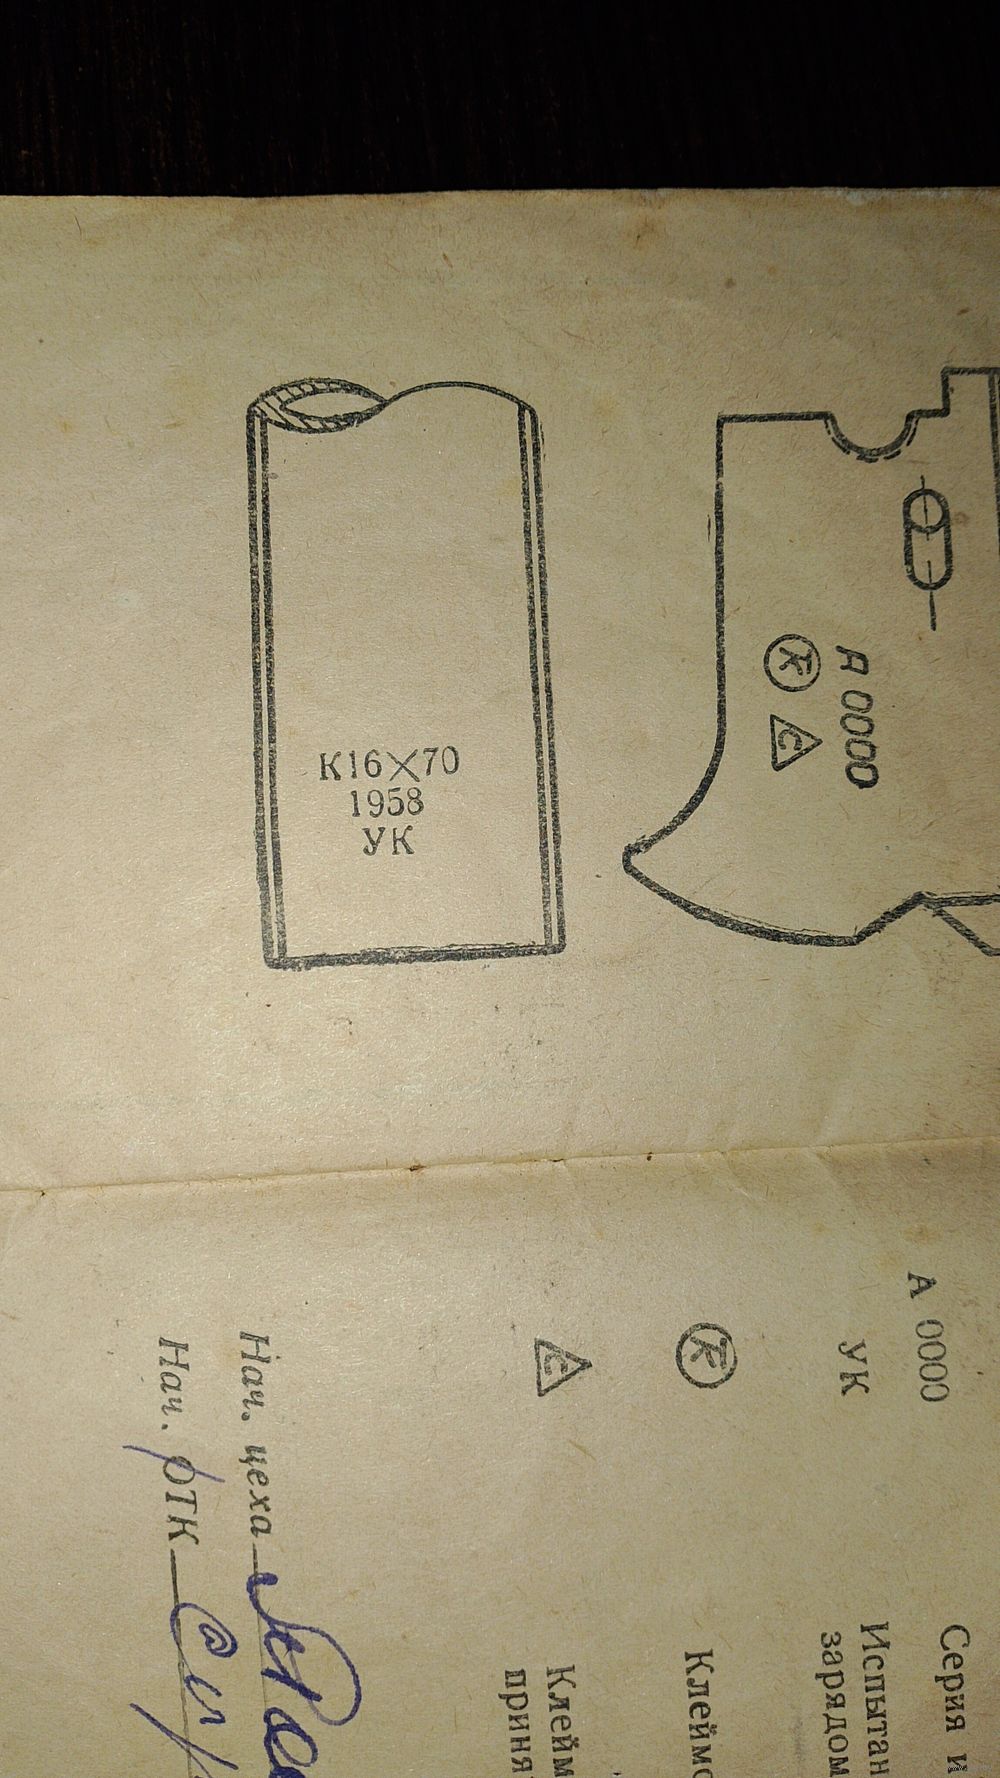 А 0000
К
С
К16×70
1958
УК
А 0000
Серия и
УК
Испытан
зарядом
К
Клеймо
С
Клейм
приня
Нач. цеха
Нач. ОТК